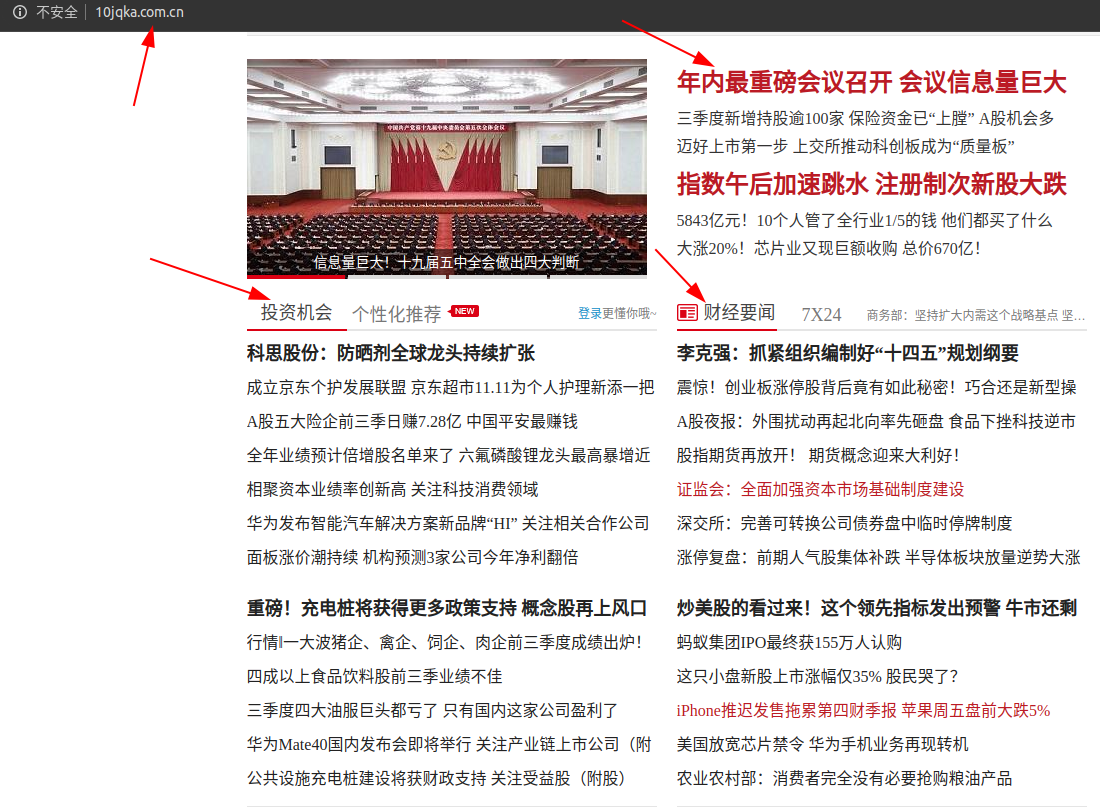 不安全 10jqka.com.cn
中国共产党第十九届中央委员会第五次全体会议
信息量巨大！十九届五中全会做出四大判断
年内最重磅会议召开 会议信息量巨大
三季度新增持股逾100家 保险资金已“上膛” A股机会多
迈好上市第一步 上交所推动科创板成为“质量板”
指数午后加速跳水 注册制次新股大跌
5843亿元！10个人管了全行业1/5的钱 他们都买了什么
大涨20%！芯片业又现巨额收购 总价670亿！
投资机会 个性化推荐 NEW 登录更懂你哦~
科思股份：防晒剂全球龙头持续扩张
成立京东个护发展联盟 京东超市11.11为个人护理新添一把
A股五大险企前三季日赚7.28亿 中国平安最赚钱
全年业绩预计倍增股名单来了 六氟磷酸锂龙头最高暴增近
相聚资本业绩率创新高 关注科技消费领域
华为发布智能汽车解决方案新品牌“HI” 关注相关合作公司
面板涨价潮持续 机构预测3家公司今年净利翻倍
重磅！充电桩将获得更多政策支持 概念股再上风口
行情‖一大波猪企、禽企、饲企、肉企前三季度成绩出炉！
四成以上食品饮料股前三季业绩不佳
三季度四大油服巨头都亏了 只有国内这家公司盈利了
华为Mate40国内发布会即将举行 关注产业链上市公司（附
公共设施充电桩建设将获财政支持 关注受益股（附股）
财经要闻 7X24 商务部：坚持扩大内需这个战略基点 坚...
李克强：抓紧组织编制好“十四五”规划纲要
震惊！创业板涨停股背后竟有如此秘密！巧合还是新型操
A股夜报：外围扰动再起北向率先砸盘 食品下挫科技逆市
股指期货再放开！ 期货概念迎来大利好！
证监会：全面加强资本市场基础制度建设
深交所：完善可转换公司债券盘中临时停牌制度
涨停复盘：前期人气股集体补跌 半导体板块放量逆势大涨
炒美股的看过来！这个领先指标发出预警 牛市还剩
蚂蚁集团IPO最终获155万人认购
这只小盘新股上市涨幅仅35% 股民哭了？
iPhone推迟发售拖累第四财季报 苹果周五盘前大跌5%
美国放宽芯片禁令 华为手机业务再现转机
农业农村部：消费者完全没有必要抢购粮油产品